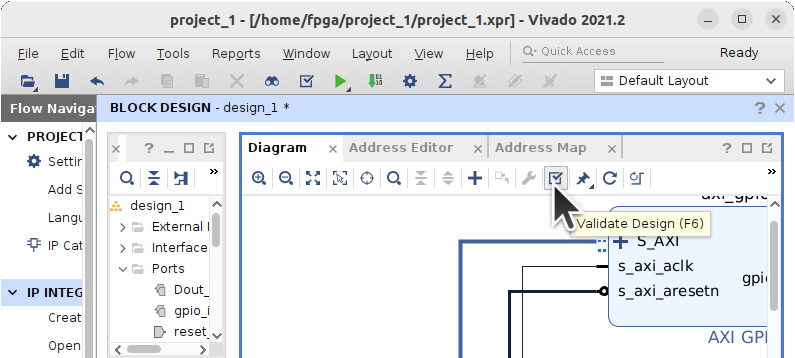 project_1 - [/home/fpga/project_1/project_1.xpr] - Vivado 2021.2
File Edit Flow Tools Reports Window Layout View Help Quick Access Ready
Default Layout
Flow Navigat
BLOCK DESIGN - design_1 *
PROJECT
Settin
Add S
Langu
IP Cat
IP INTEG
Creat
Open
design_1
External I
Interface
Ports
Dout_
gpio_i
reset_
Diagram Address Editor Address Map
Validate Design (F6)
axi_gpio
S_AXI
s_axi_aclk
s_axi_aresetn
gpio
AXI GPI